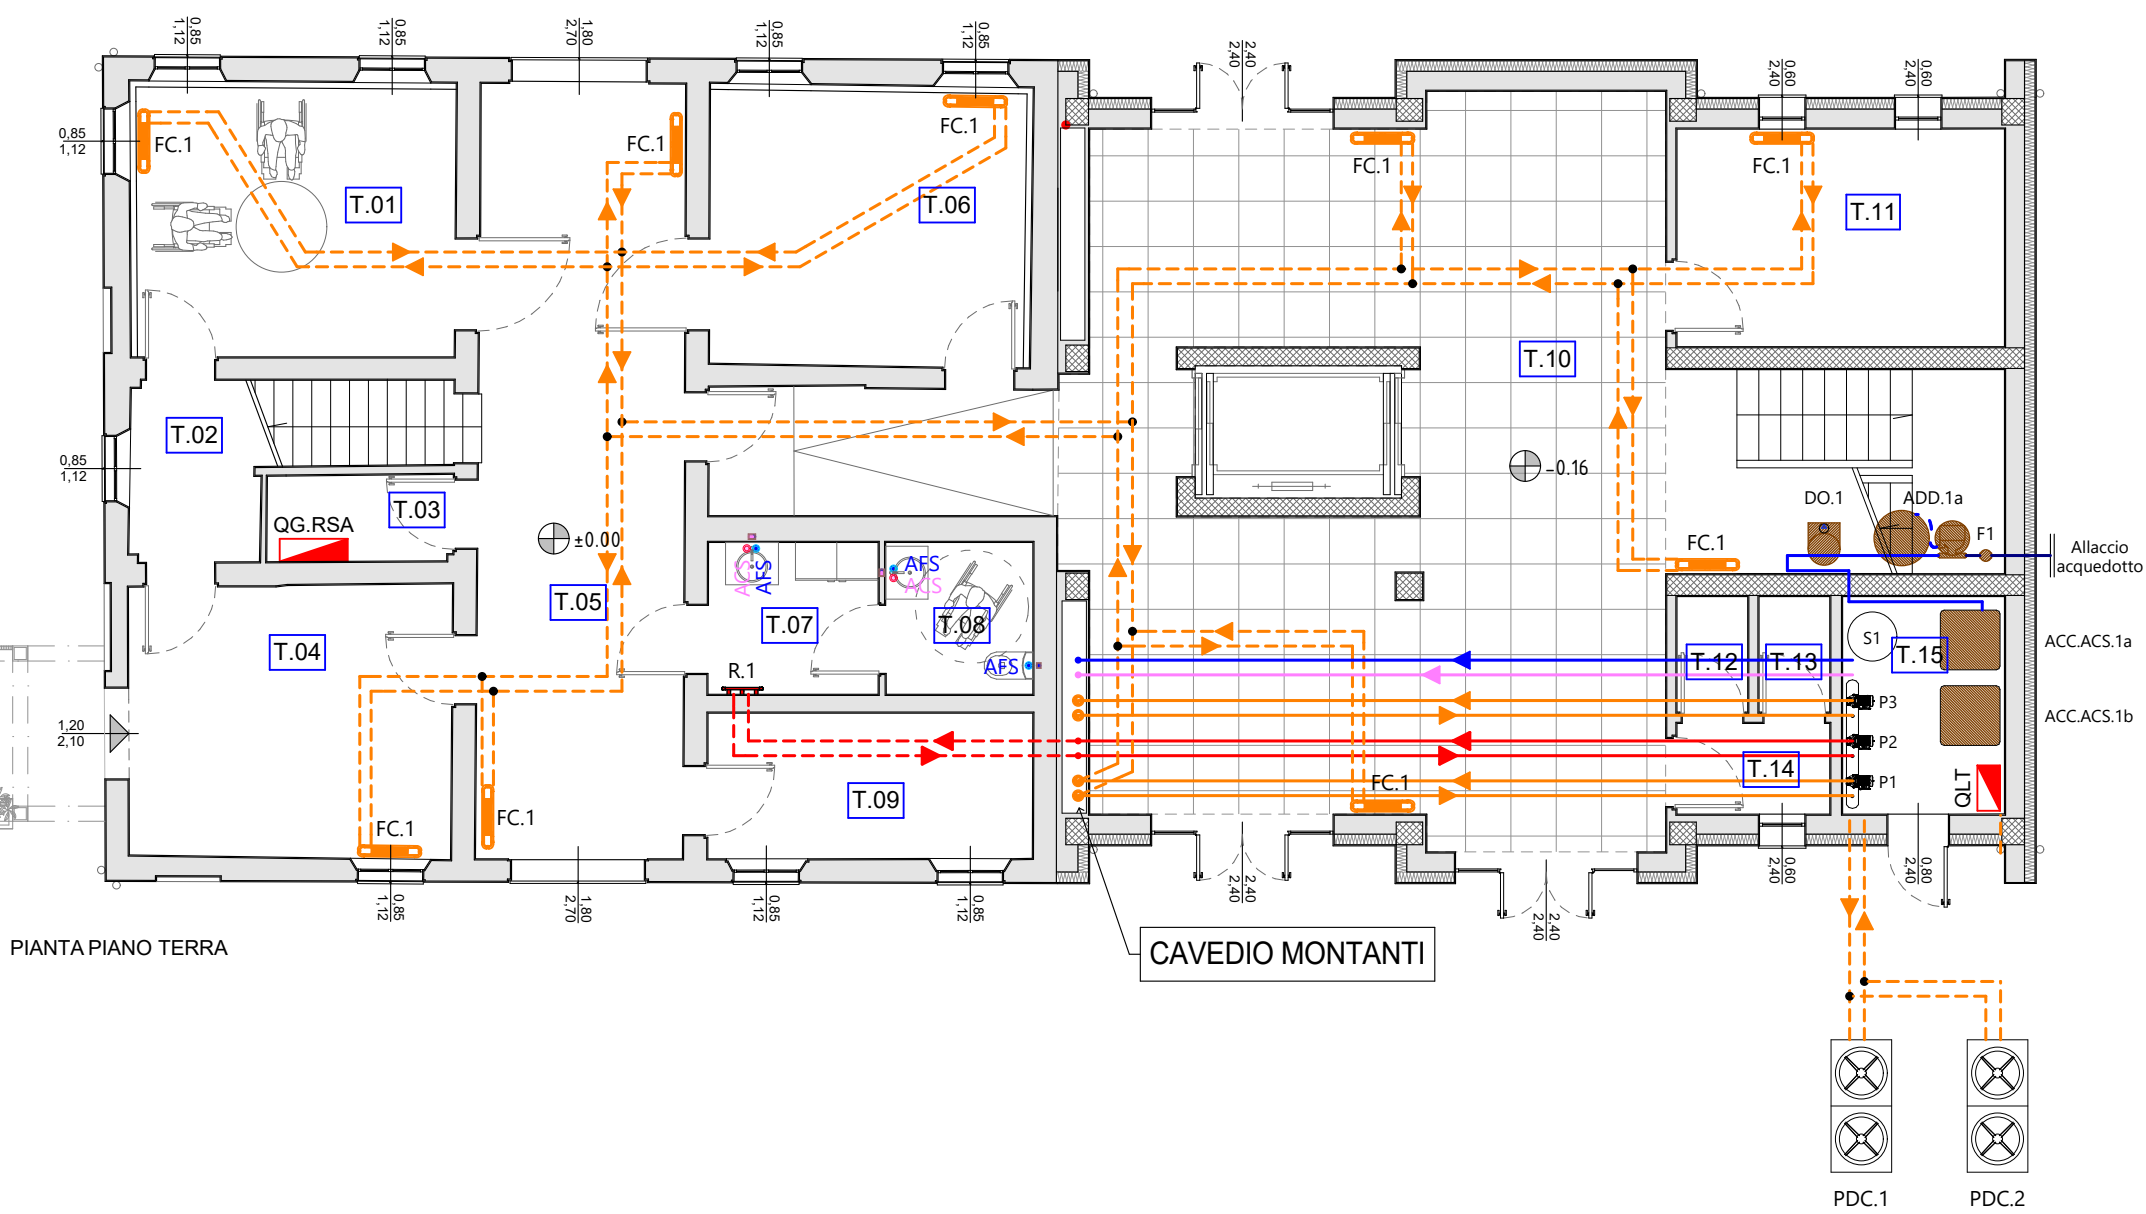 0,85
1,12
0,85
1,12
1,80
2,70
0,85
1,12
0,85
1,12
2,40
2,40
0,60
2,40
0,60
2,40
0,85
1,12
FC.1
FC.1
FC.1
FC.1
FC.1
T.01
T.06
T.11
T.10
T.02
0,85
1,12
-0.16
T.03
QG.RSA
±0.00
DO.1
ADD.1a
F1
FC.1
Allaccio
acquedotto
ACS
AFS
AFS
ACS
T.05
T.07
T.08
T.04
AFS
R.1
S1
T.15
T.12
T.13
ACC.ACS.1a
P3
ACC.ACS.1b
P2
1,20
2,10
T.14
P1
QLT
FC.1
T.09
FC.1
FC.1
0,85
1,12
1,80
2,70
0,85
1,12
0,85
1,12
2,40
2,40
2,40
2,40
0,60
2,40
0,80
2,40
PIANTA PIANO TERRA
CAVEDIO MONTANTI
PDC.1
PDC.2